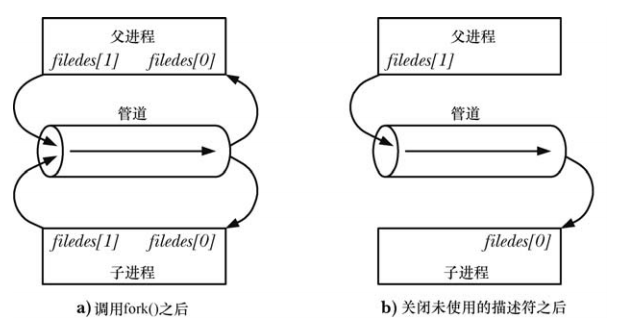 父进程
filedes[1] filedes[0]
管道
filedes[1] filedes[0]
子进程
a) 调用fork()之后
父进程
filedes[1]
管道
filedes[0]
子进程
b) 关闭未使用的描述符之后